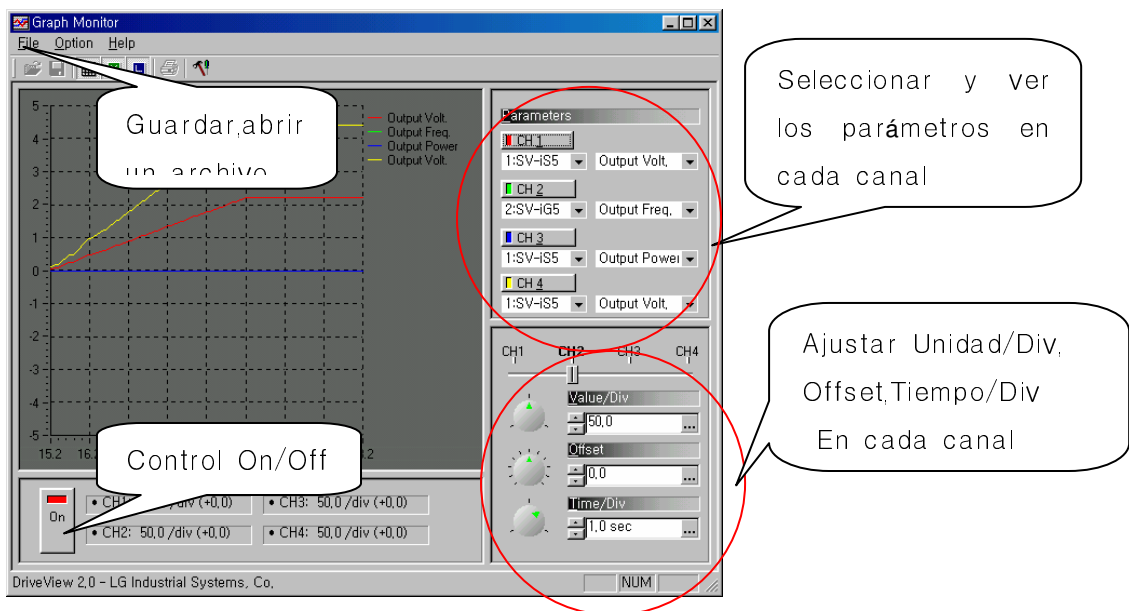 Graph Monitor
File Option Help
Guardar,abrir
un archivo
5
4
3
2
1
0
-1
-2
-3
-4
-5
15.2 16.2
Output Volt.
Output Freq.
Output Power
Output Volt.
Parameters
CH 1
1:SV-iS5 Output Volt.
CH 2
2:SV-iG5 Output Freq.
CH 3
1:SV-iS5 Output Power
CH 4
1:SV-iS5 Output Volt.
Seleccionar y ver
los parámetros en
cada canal
CH1 CH2 CH3 CH4
Value/Div
50,0 ...
Offset
0,0 ...
Time/Div
1,0 sec ...
Ajustar Unidad/Div,
Offset,Tiempo/Div
En cada canal
Control On/Off
On
• CH1: /div (+0,0)
• CH3: 50,0 /div (+0,0)
• CH2: 50,0 /div (+0,0)
• CH4: 50,0 /div (+0,0)
DriveView 2,0 - LG Industrial Systems, Co,
NUM